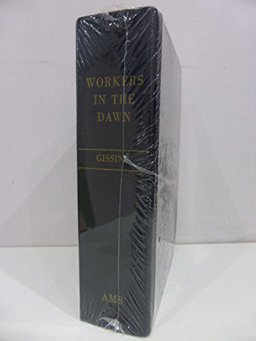 WORKERS
IN THE
DAWN
GISSING
AMS